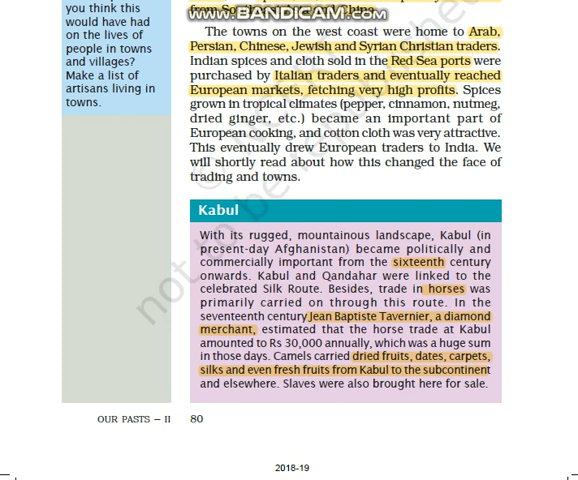 you think this
would have had
on the lives of
people in towns
and villages?
Make a list of
artisans living in
towns.
WWW.BANDICAM.COM
The towns on the west coast were home to Arab,
Persian, Chinese, Jewish and Syrian Christian traders.
Indian spices and cloth sold in the Red Sea ports were
purchased by Italian traders and eventually reached
European markets, fetching very high profits. Spices
grown in tropical climates (pepper, cinnamon, nutmeg,
dried ginger, etc.) became an important part of
European cooking, and cotton cloth was very attractive.
This eventually drew European traders to India. We
will shortly read about how this changed the face of
trading and towns.
Kabul
With its rugged, mountainous landscape, Kabul (in
present-day Afghanistan) became politically and
commercially important from the sixteenth century
onwards. Kabul and Qandahar were linked to the
celebrated Silk Route. Besides, trade in horses was
primarily carried on through this route. In the
seventeenth century Jean Baptiste Tavernier, a diamond
merchant, estimated that the horse trade at Kabul
amounted to Rs 30,000 annually, which was a huge sum
in those days. Camels carried dried fruits, dates, carpets,
silks and even fresh fruits from Kabul to the subcontinent
and elsewhere. Slaves were also brought here for sale.
OUR PASTS – II 80
2018-19